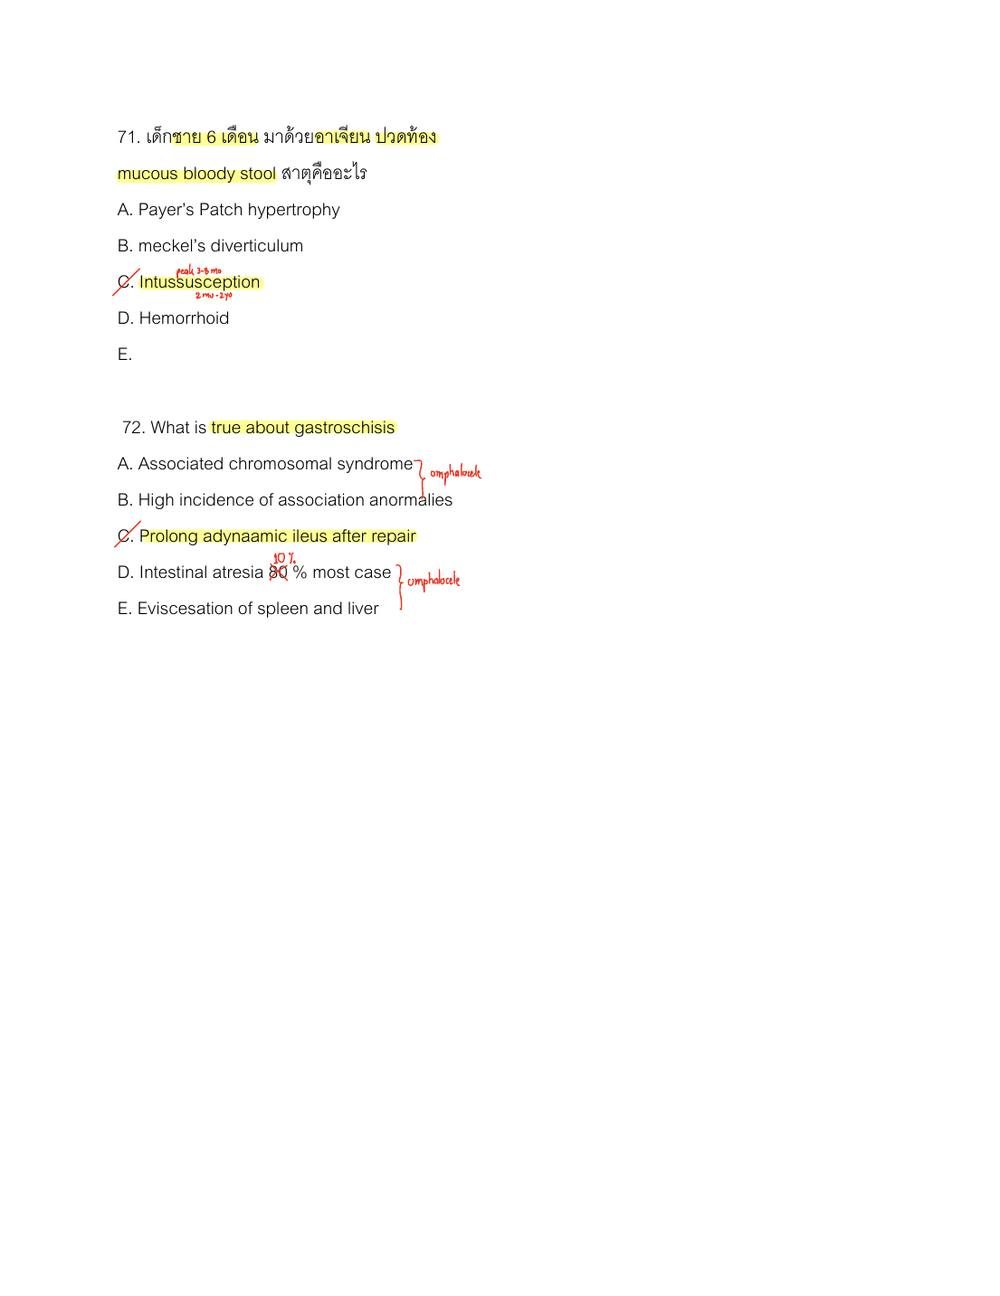 71. เด็กชาย 6 เดือน มาด้วยอาเจียน ปวดท้อง
mucous bloody stool สาตุคืออะไร
A. Payer's Patch hypertrophy
B. meckel's diverticulum
peak 3-8 mo
C. Intussusception
2 mo - 2 yo
D. Hemorrhoid
E.
72. What is true about gastroschisis
A. Associated chromosomal syndrome
omphalocele
B. High incidence of association anormalies
C. Prolong adynaamic ileus after repair
10 %
D. Intestinal atresia 80 % most case
omphalocele
E. Eviscesation of spleen and liver